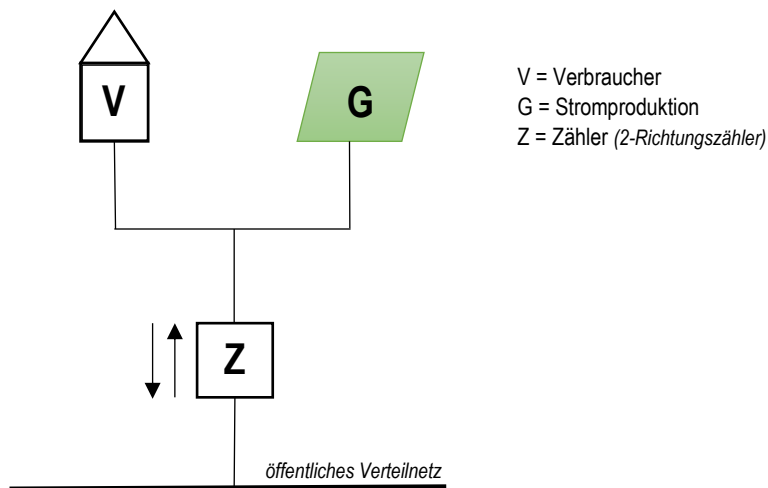 V
G
V = Verbraucher
G = Stromproduktion
Z = Zähler (2-Richtungszähler)
Z
öffentliches Verteilnetz